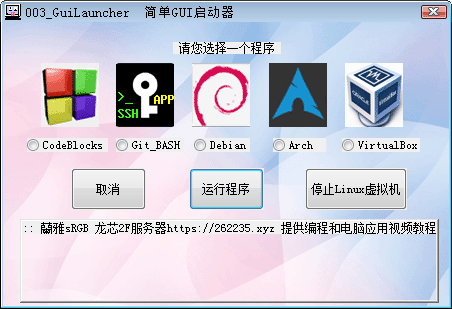 003_GuiLauncher 简单GUI启动器
请您选择一个程序
>_ APP
SSH
ORACLE
VirtualBox
CodeBlocks Git_BASH Debian Arch VirtualBox
取消 运行程序 停止Linux虚拟机
:: 蘭雅sRGB 龙芯2F服务器https://262235.xyz 提供编程和电脑应用视频教程